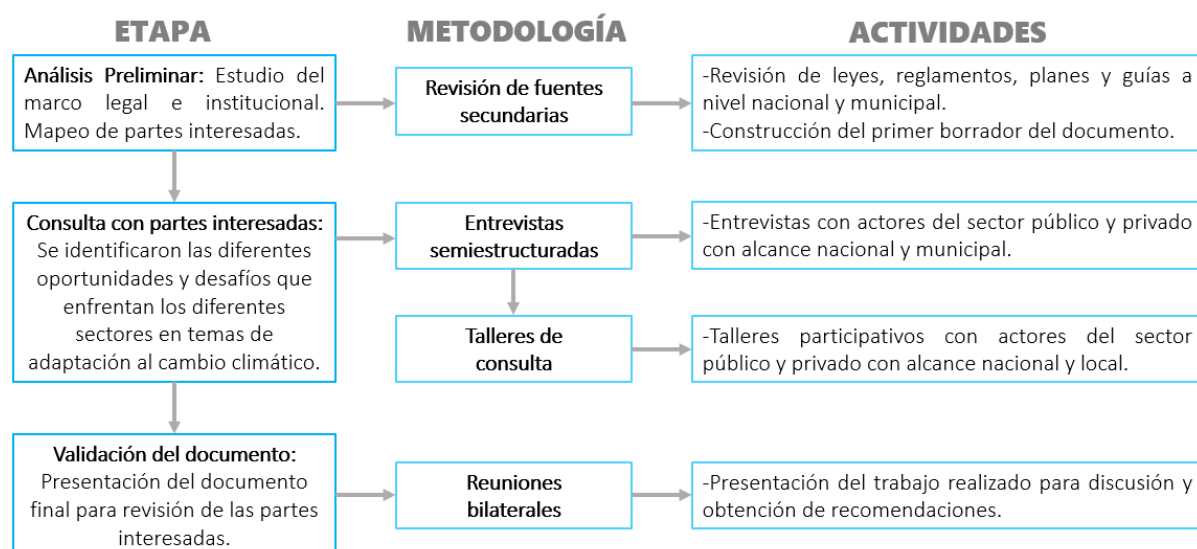 ETAPA
METODOLOGÍA
ACTIVIDADES
Análisis Preliminar: Estudio del
marco legal e institucional.
Mapeo de partes interesadas.
Revisión de fuentes
secundarias
-Revisión de leyes, reglamentos, planes y guías a
nivel nacional y municipal.
-Construcción del primer borrador del documento.
Consulta con partes interesadas:
Se identificaron las diferentes
oportunidades y desafíos que
enfrentan los diferentes
sectores en temas de
adaptación al cambio climático.
Entrevistas
semiestructuradas
-Entrevistas con actores del sector público y privado
con alcance nacional y municipal.
Talleres de
consulta
-Talleres participativos con actores del sector
público y privado con alcance nacional y local.
Validación del documento:
Presentación del documento
final para revisión de las partes
interesadas.
Reuniones
bilaterales
-Presentación del trabajo realizado para discusión y
obtención de recomendaciones.